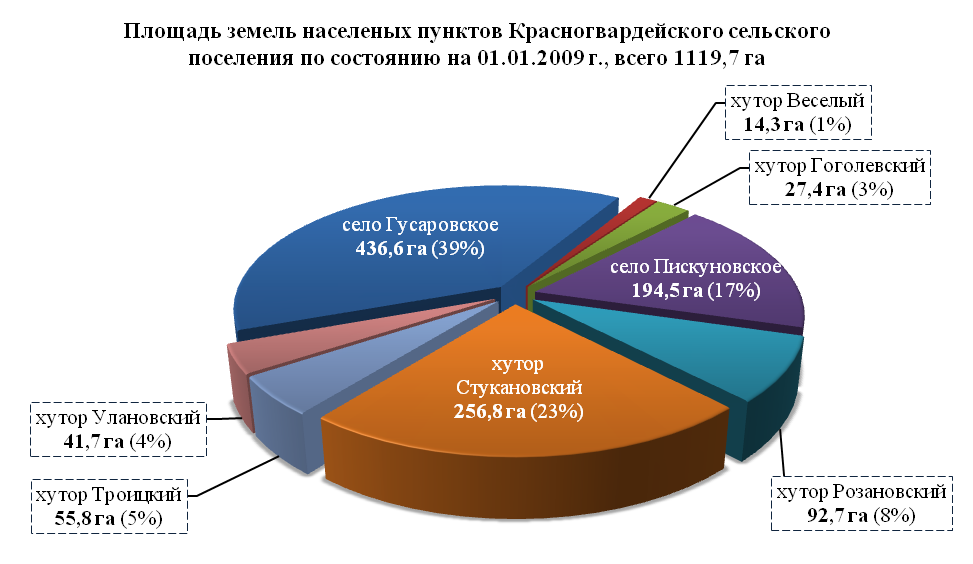 Площадь земель населеных пунктов Красногвардейского сельского
поселения по состоянию на 01.01.2009 г., всего 1119,7 га
хутор Веселый
14,3 га (1%)
хутор Гоголевский
27,4 га (3%)
село Гусаровское
436,6 га (39%)
село Пискуновское
194,5 га (17%)
хутор
Стукановский
256,8 га (23%)
хутор Улановский
41,7 га (4%)
хутор Троицкий
55,8 га (5%)
хутор Розановский
92,7 га (8%)